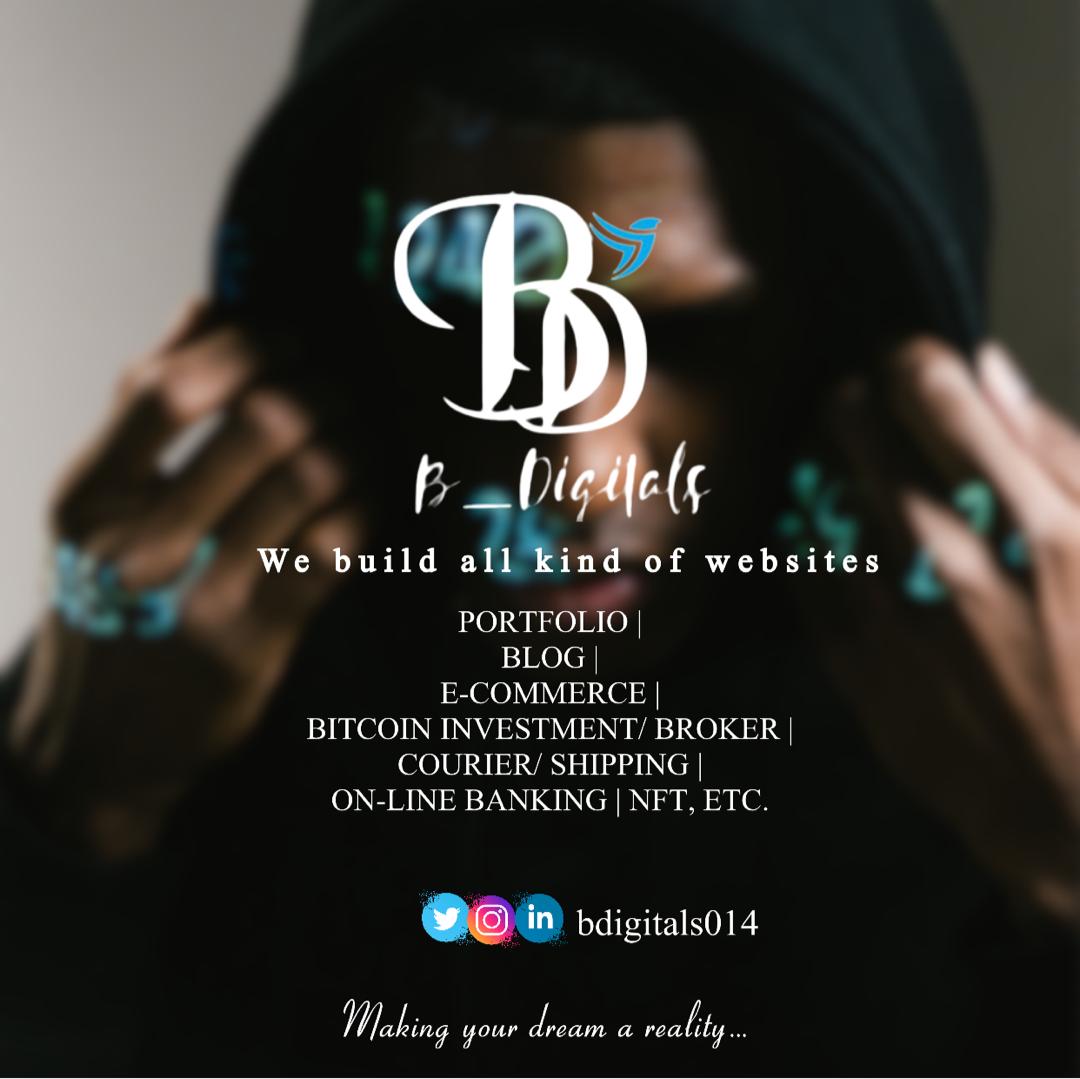 B
B_Digitals
We build all kind of websites
PORTFOLIO |
BLOG |
E-COMMERCE |
BITCOIN INVESTMENT/ BROKER |
COURIER/ SHIPPING |
ON-LINE BANKING | NFT, ETC.
in bdigitals014
Making your dream a reality...